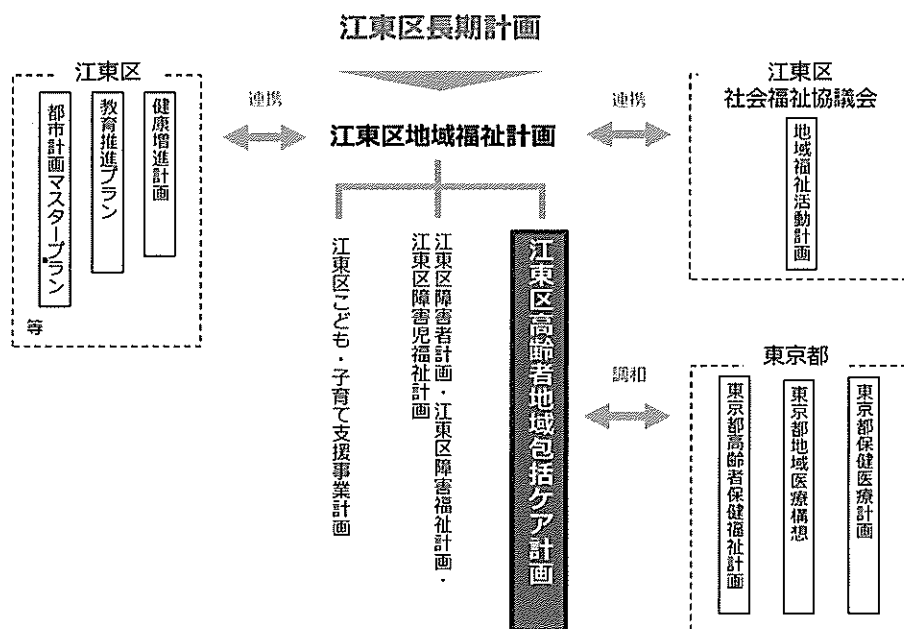 江東区長期計画
江東区
都市計画マスタープラン
教育推進プラン
健康増進計画
等
連携
江東区地域福祉計画
連携
江東区
社会福祉協議会
地域福祉活動計画
江東区こども・子育て支援事業計画
江東区障害者計画・江東区障害福祉計画・
江東区障害児福祉計画
江東区高齢者地域包括ケア計画
調和
東京都
東京都高齢者保健福祉計画
東京都地域医療構想
東京都保健医療計画